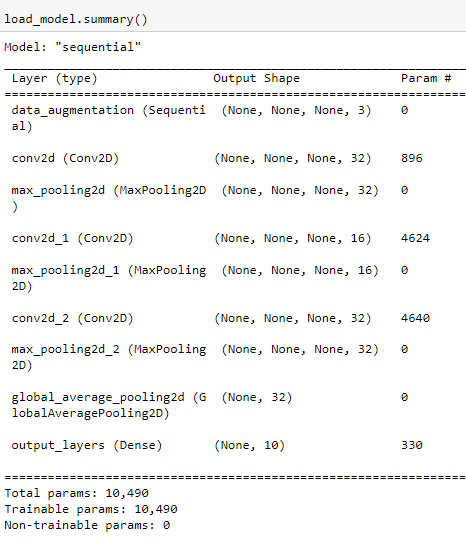 load_model.summary()
Model: "sequential"
_________________________________________________________________
Layer (type) Output Shape Param #
=================================================================
data_augmentation (Sequenti (None, None, None, 3) 0
al)
conv2d (Conv2D) (None, None, None, 32) 896
max_pooling2d (MaxPooling2D (None, None, None, 32) 0
)
conv2d_1 (Conv2D) (None, None, None, 16) 4624
max_pooling2d_1 (MaxPooling (None, None, None, 16) 0
2D)
conv2d_2 (Conv2D) (None, None, None, 32) 4640
max_pooling2d_2 (MaxPooling (None, None, None, 32) 0
2D)
global_average_pooling2d (G (None, 32) 0
lobalAveragePooling2D)
output_layers (Dense) (None, 10) 330
=================================================================
Total params: 10,490
Trainable params: 10,490
Non-trainable params: 0